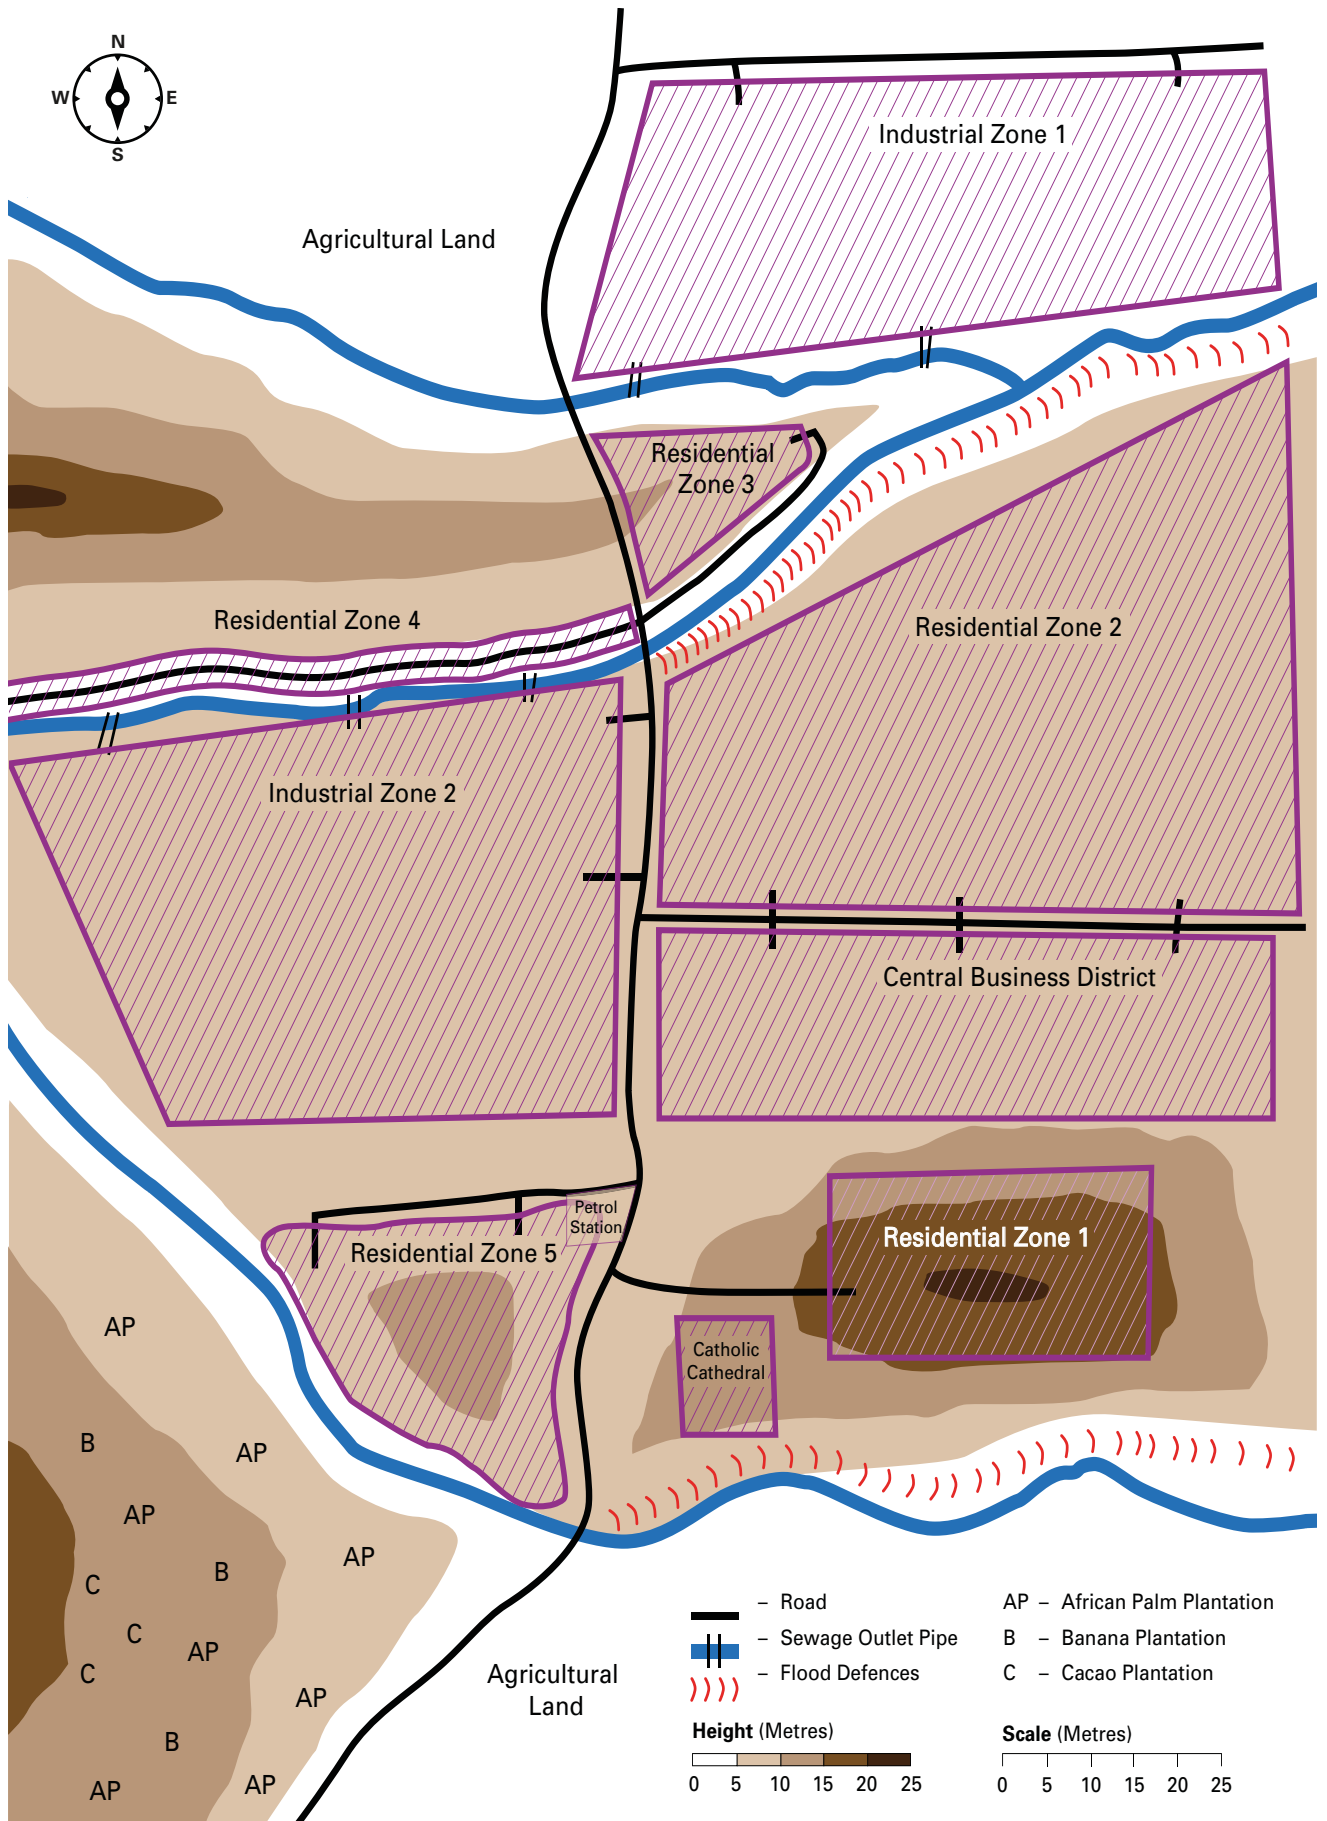 N
W
E
S
Industrial Zone 1
Agricultural Land
Residential
Zone 3
Residential Zone 4
Residential Zone 2
Industrial Zone 2
Central Business District
Petrol
Station
Residential Zone 5
Residential Zone 1
Catholic
Cathedral
AP
B
AP
AP
AP
B
C
C
AP
C
AP
B
AP
AP
Agricultural
Land
– Road
– Sewage Outlet Pipe
– Flood Defences
AP – African Palm Plantation
B – Banana Plantation
C – Cacao Plantation
Height (Metres)
0 5 10 15 20 25
Scale (Metres)
0 5 10 15 20 25